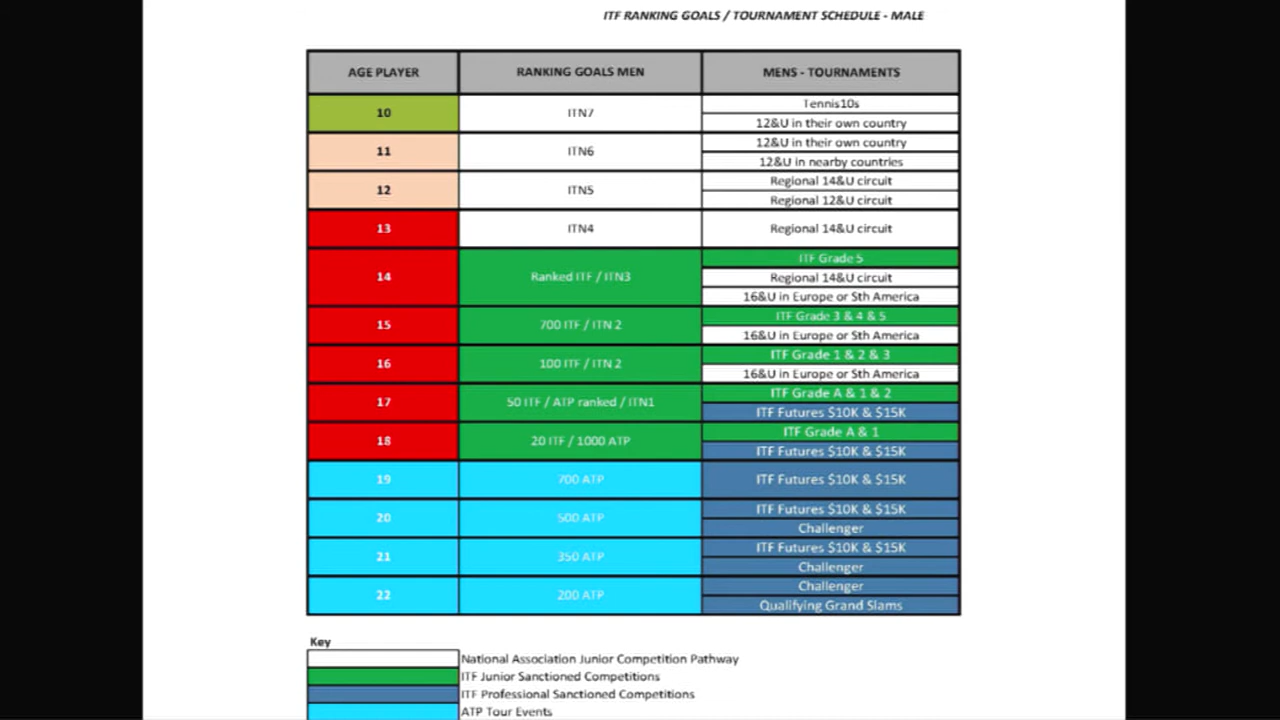 ITF RANKING GOALS / TOURNAMENT SCHEDULE - MALE
AGE PLAYER RANKING GOALS MEN MENS - TOURNAMENTS
10 ITN7 Tennis10s
12&U in their own country
11 ITN6 12&U in their own country
12&U in nearby countries
12 ITN5 Regional 14&U circuit
Regional 12&U circuit
13 ITN4 Regional 14&U circuit
14 Ranked ITF / ITN3 ITF Grade 5
Regional 14&U circuit
16&U in Europe or Sth America
15 700 ITF / ITN 2 ITF Grade 3 & 4 & 5
16&U in Europe or Sth America
16 100 ITF / ITN 2 ITF Grade 1 & 2 & 3
16&U in Europe or Sth America
17 50 ITF / ATP ranked / ITN1 ITF Grade A & 1 & 2
ITF Futures $10K & $15K
18 20 ITF / 1000 ATP ITF Grade A & 1
ITF Futures $10K & $15K
19 700 ATP ITF Futures $10K & $15K
20 500 ATP ITF Futures $10K & $15K
Challenger
21 350 ATP ITF Futures $10K & $15K
Challenger
22 200 ATP Challenger
Qualifying Grand Slams
Key
National Association Junior Competition Pathway
ITF Junior Sanctioned Competitions
ITF Professional Sanctioned Competitions
ATP Tour Events